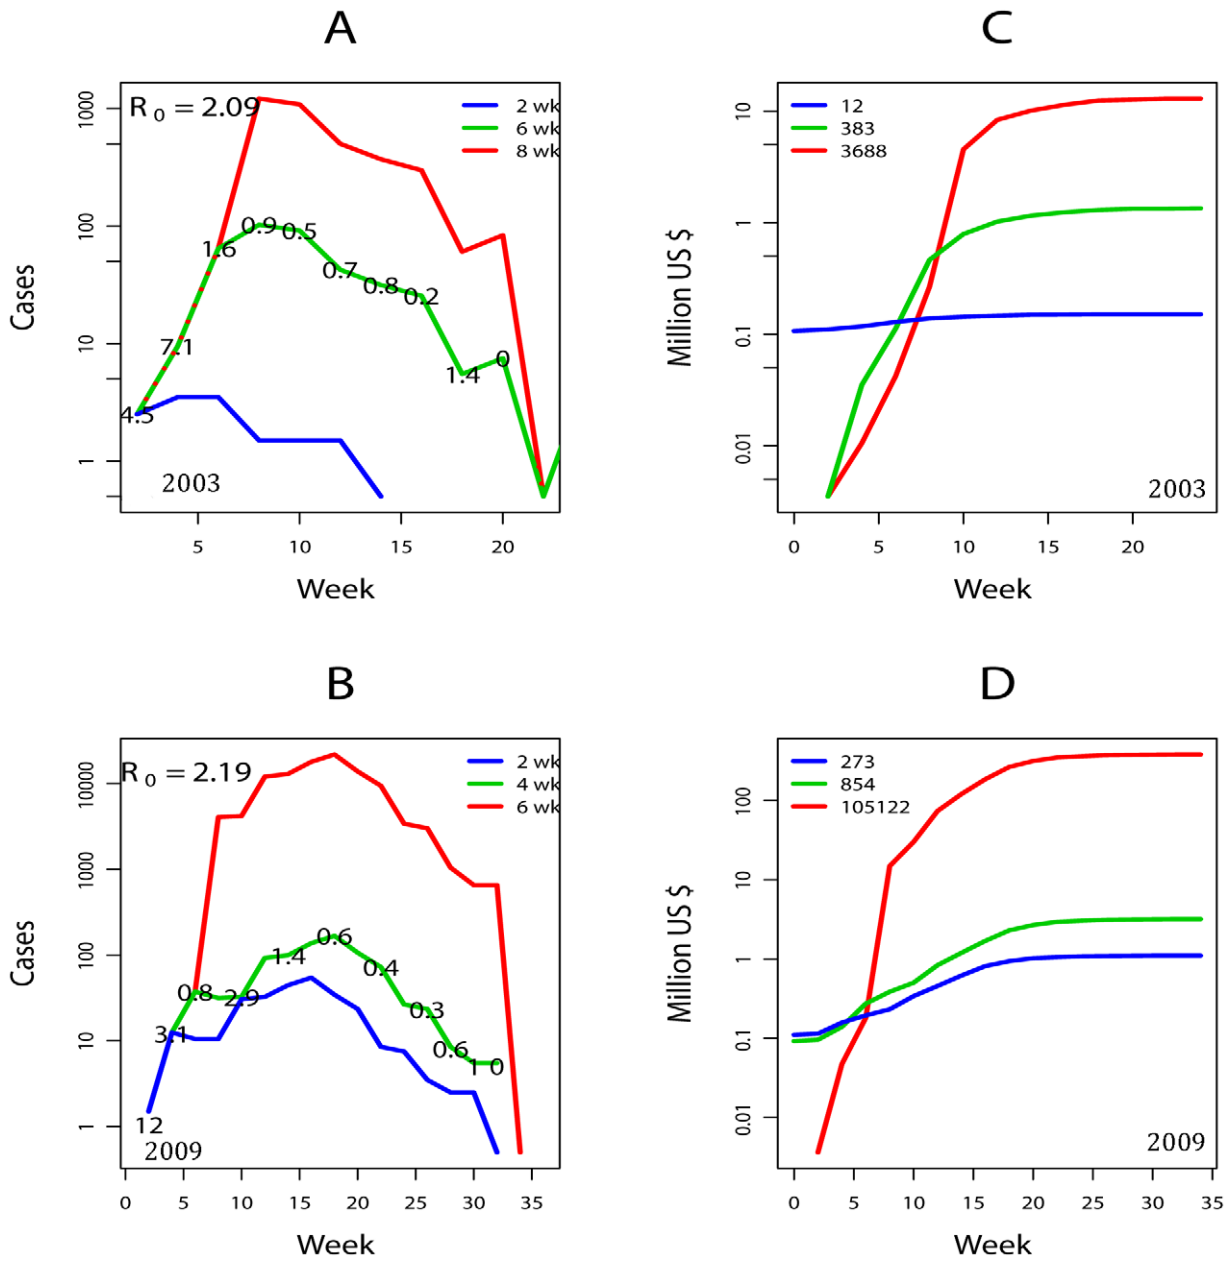 A
R 0 = 2.09
2 wk
6 wk
8 wk
1000
100
10
1
Cases
4.5
7.1
1.6
0.9
0.5
0.7
0.8
0.2
1.4
0
2003
5 10 15 20
Week
C
12
383
3688
10
1
0.1
0.01
Million US $
2003
0 5 10 15 20
Week
B
R 0 = 2.19
2 wk
4 wk
6 wk
10000
1000
100
10
1
Cases
12
3.1
0.8
2.9
1.4
0.6
0.4
0.3
0.6
1 0
2009
0 5 10 15 20 25 30 35
Week
D
273
854
105122
100
10
1
0.1
0.01
Million US $
2009
0 5 10 15 20 25 30 35
Week